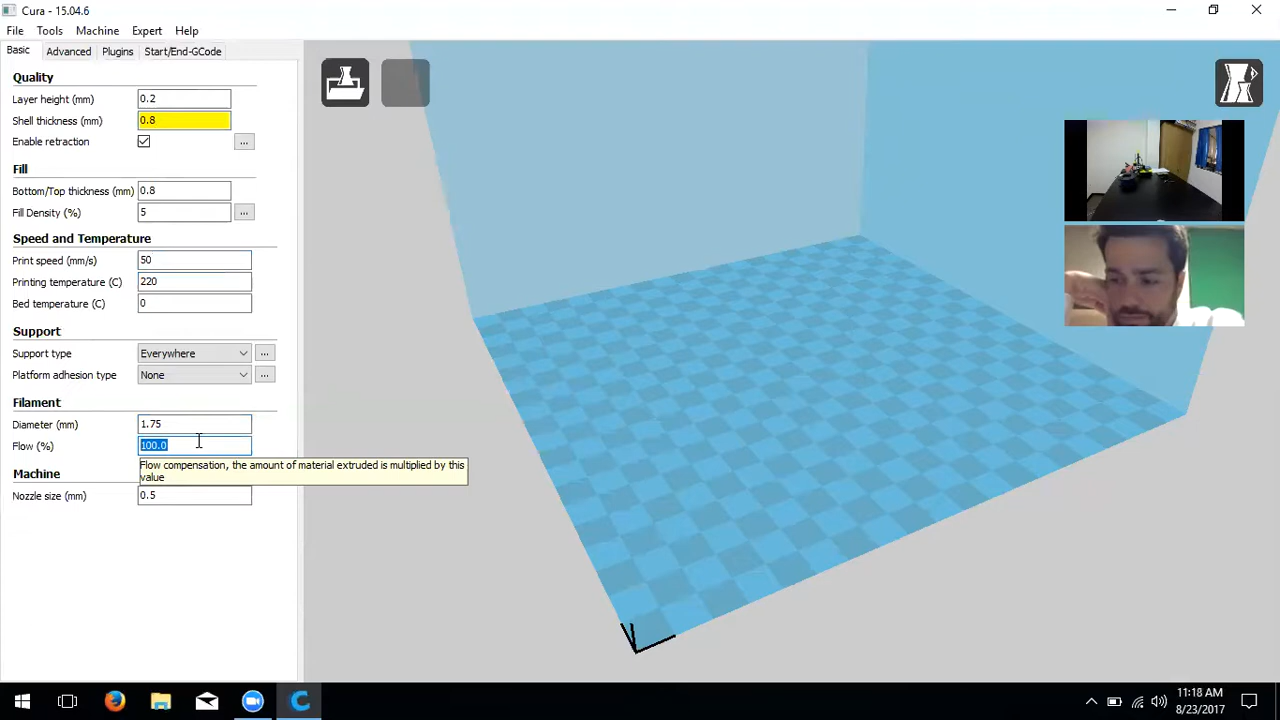 Cura - 15.04.6
File Tools Machine Expert Help
Basic Advanced Plugins Start/End-GCode
Quality
Layer height (mm) 0.2
Shell thickness (mm) 0.8
Enable retraction ...
Fill
Bottom/Top thickness (mm) 0.8
Fill Density (%) 5 ...
Speed and Temperature
Print speed (mm/s) 50
Printing temperature (C) 220
Bed temperature (C) 0
Support
Support type Everywhere ...
Platform adhesion type None ...
Filament
Diameter (mm) 1.75
Flow (%) 100.0
Flow compensation, the amount of material extruded is multiplied by this
value
Machine
Nozzle size (mm) 0.5
11:18 AM
8/23/2017